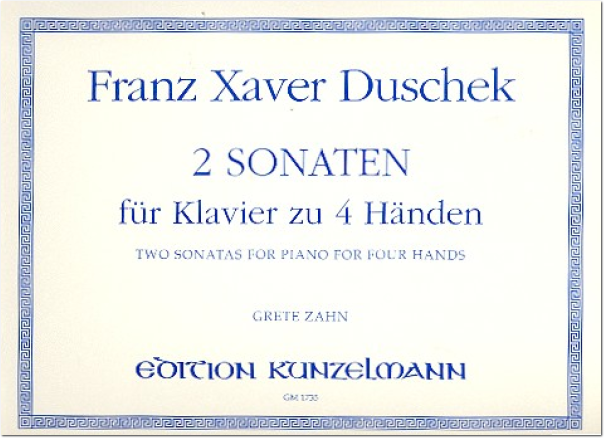 Franz Xaver Duschek
2 SONATEN
für Klavier zu 4 Händen
TWO SONATAS FOR PIANO FOR FOUR HANDS
GRETE ZAHN
EDITION KUNZELMANN
GM 1735